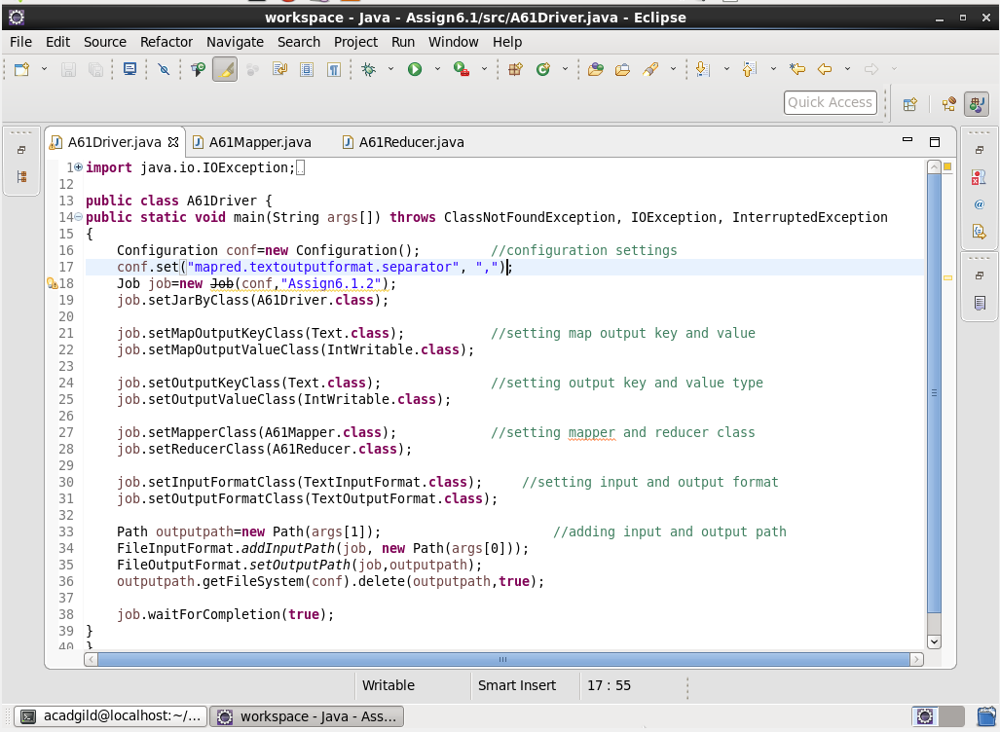 workspace - Java - Assign6.1/src/A61Driver.java - Eclipse
File Edit Source Refactor Navigate Search Project Run Window Help
Quick Access
A61Driver.java A61Mapper.java A61Reducer.java
1 import java.io.IOException;
12
13 public class A61Driver {
14 public static void main(String args[]) throws ClassNotFoundException, IOException, InterruptedException
15 {
16 Configuration conf=new Configuration(); //configuration settings
17 conf.set("mapred.textoutputformat.separator", ",");
18 Job job=new Job(conf,"Assign6.1.2");
19 job.setJarByClass(A61Driver.class);
20
21 job.setMapOutputKeyClass(Text.class); //setting map output key and value
22 job.setMapOutputValueClass(IntWritable.class);
23
24 job.setOutputKeyClass(Text.class); //setting output key and value type
25 job.setOutputValueClass(IntWritable.class);
26
27 job.setMapperClass(A61Mapper.class); //setting mapper and reducer class
28 job.setReducerClass(A61Reducer.class);
29
30 job.setInputFormatClass(TextInputFormat.class); //setting input and output format
31 job.setOutputFormatClass(TextOutputFormat.class);
32
33 Path outputpath=new Path(args[1]); //adding input and output path
34 FileInputFormat.addInputPath(job, new Path(args[0]));
35 FileOutputFormat.setOutputPath(job,outputpath);
36 outputpath.getFileSystem(conf).delete(outputpath,true);
37
38 job.waitForCompletion(true);
39 }
40 }
Writable Smart Insert 17 : 55
acadgild@localhost:~/... workspace - Java - Ass...